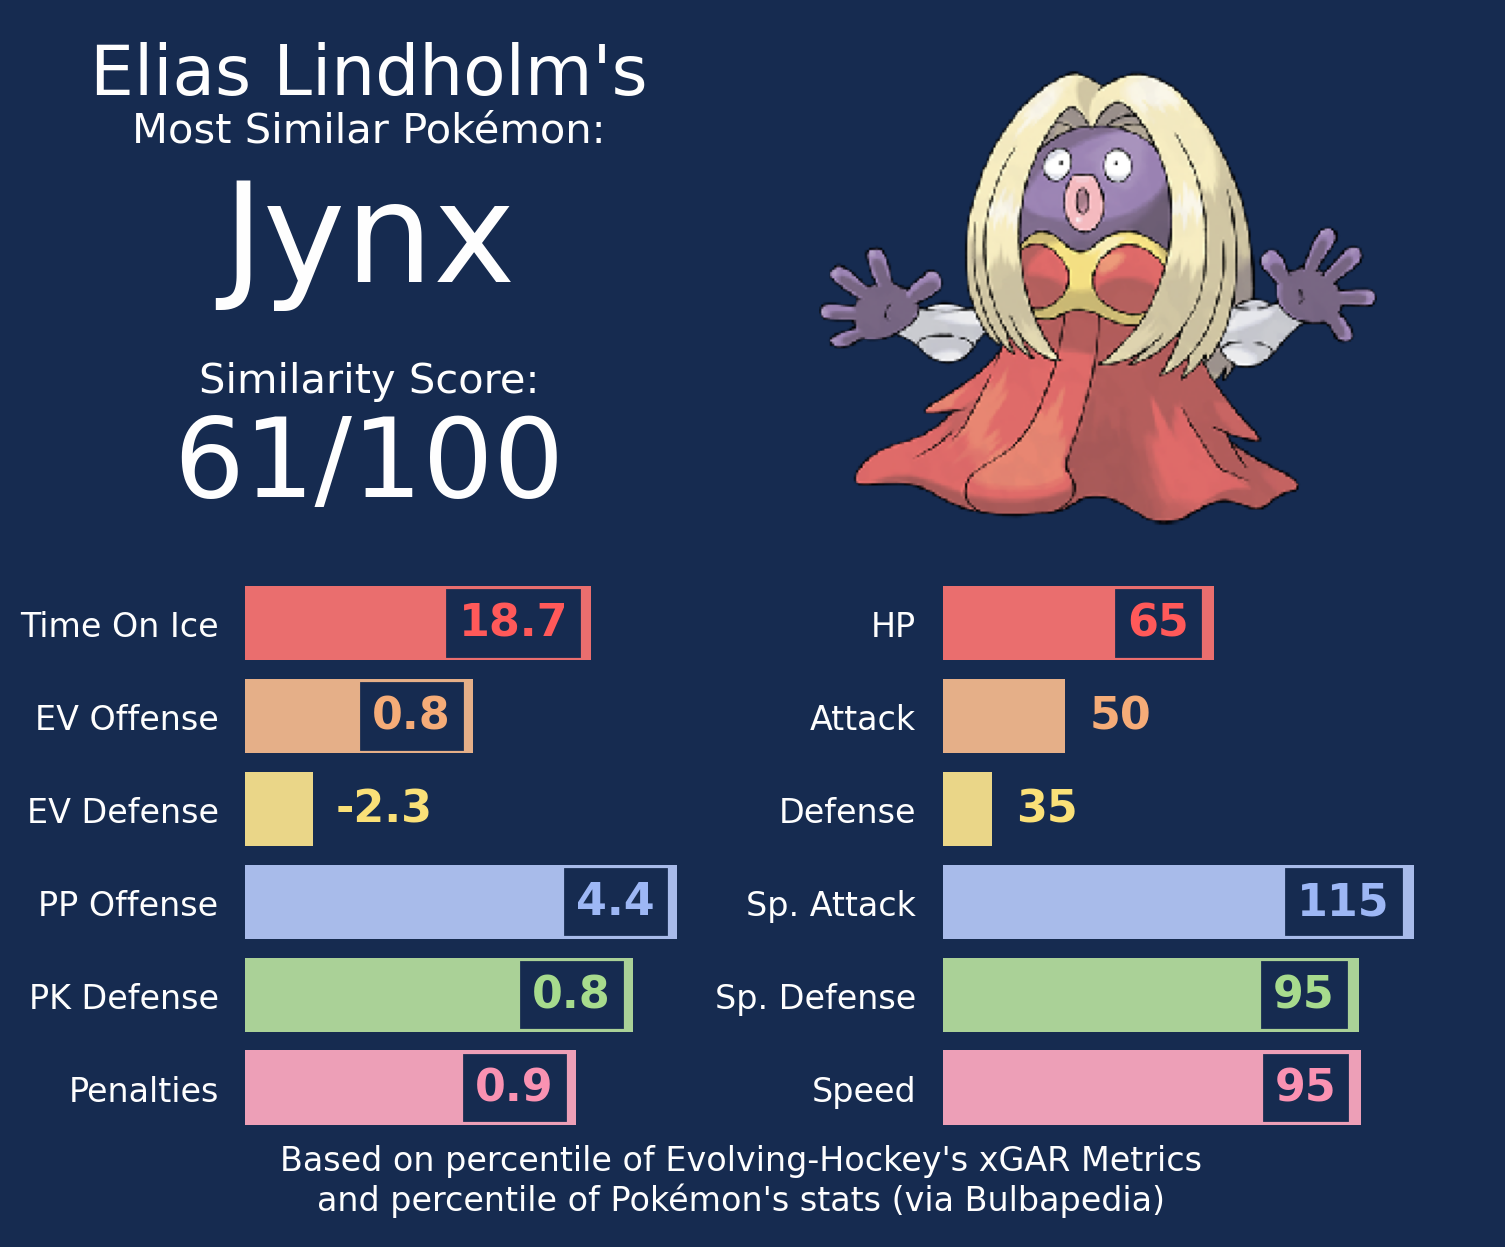 Elias Lindholm's
Most Similar Pokémon:
Jynx
Similarity Score:
61/100
Time On Ice 18.7
EV Offense 0.8
EV Defense -2.3
PP Offense 4.4
PK Defense 0.8
Penalties 0.9
HP 65
Attack 50
Defense 35
Sp. Attack 115
Sp. Defense 95
Speed 95
Based on percentile of Evolving-Hockey's xGAR Metrics
and percentile of Pokémon's stats (via Bulbapedia)